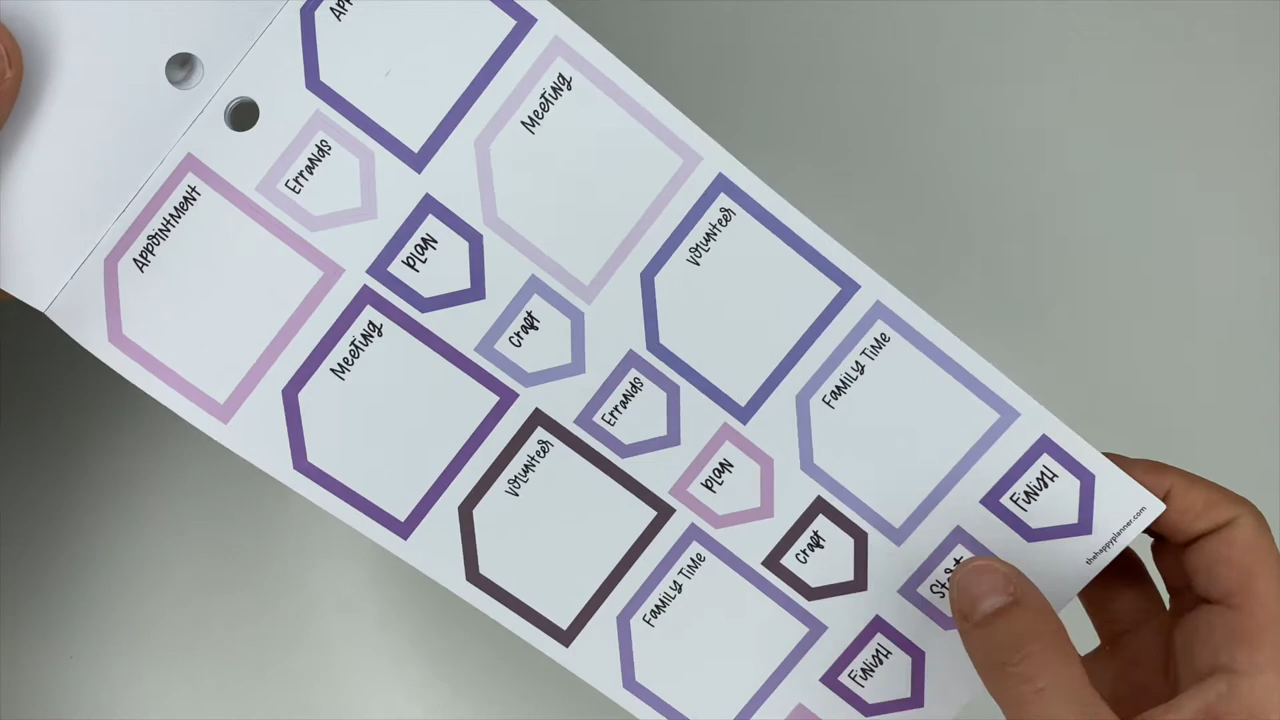 App
Meeting
Errands
Appointment
Plan
Volunteer
Meeting
Craft
Family Time
Errands
Volunteer
Plan
Finish
Craft
Family Time
Finish
thehappyplanner.com